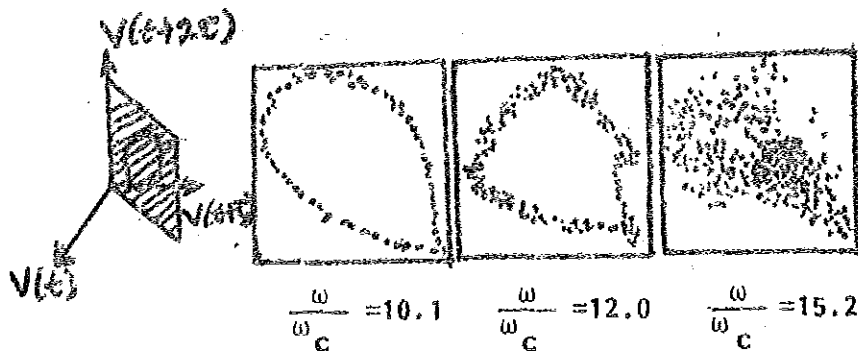 V(t+2τ)
V(t+τ)
V(t)
ω/ω_c =10.1
ω/ω_c =12.0
ω/ω_c =15.2